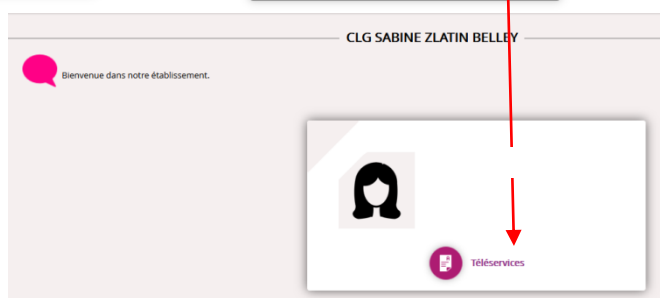 CLG SABINE ZLATIN BELLEY
Bienvenue dans notre établissement.
Téléservices